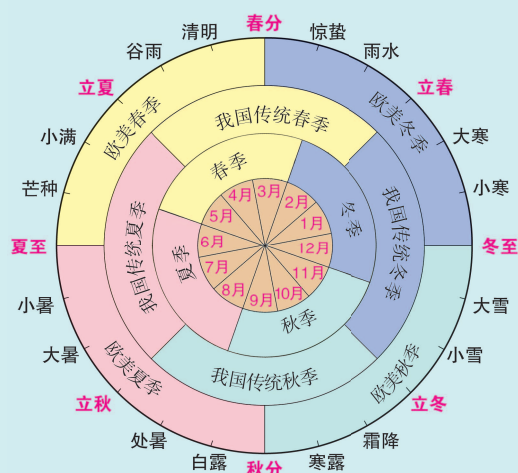 春分
清明
惊蛰
谷雨
雨水
立夏
立春
小满
大寒
芒种
小寒
夏至
冬至
小暑
大雪
大暑
小雪
立秋
立冬
处暑
霜降
白露
寒露
秋分
欧美春季
欧美冬季
欧美夏季
欧美秋季
我国传统春季
我国传统夏季
我国传统冬季
我国传统秋季
春季
冬季
夏季
秋季
4月
3月
2月
5月
1月
6月
12月
7月
11月
8月
9月
10月